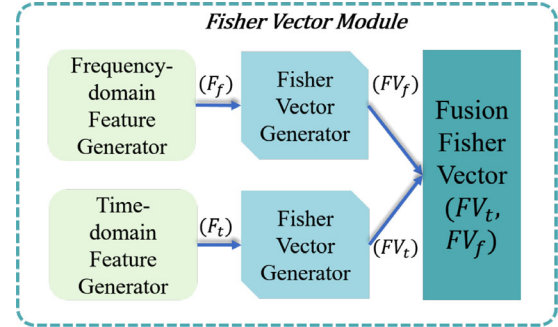 Fisher Vector Module
Frequency-
domain
Feature
Generator
(F_f)
Fisher
Vector
Generator
(FV_f)
Time-
domain
Feature
Generator
(F_t)
Fisher
Vector
Generator
(FV_t)
Fusion
Fisher
Vector
(FV_t,
FV_f)